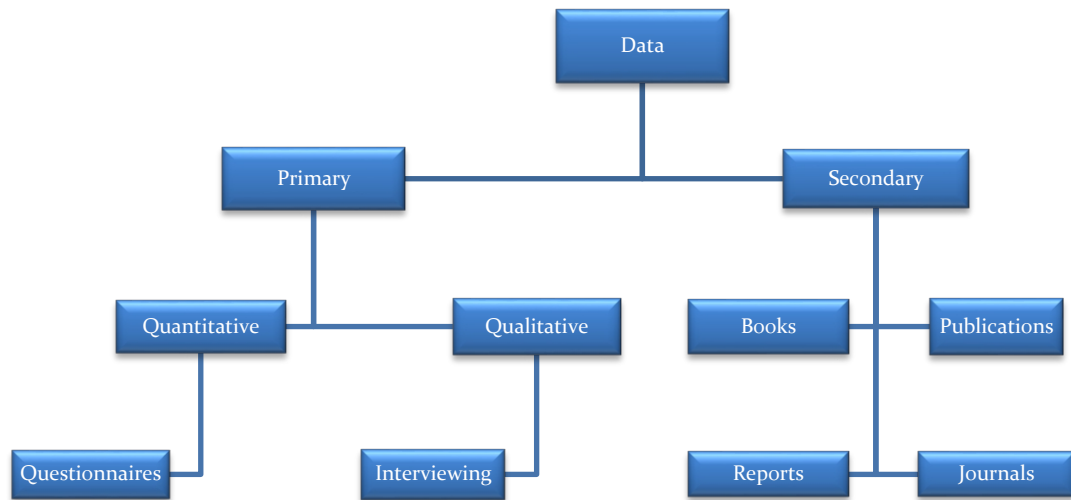 Data
Primary
Secondary
Quantitative
Qualitative
Books
Publications
Questionnaires
Interviewing
Reports
Journals